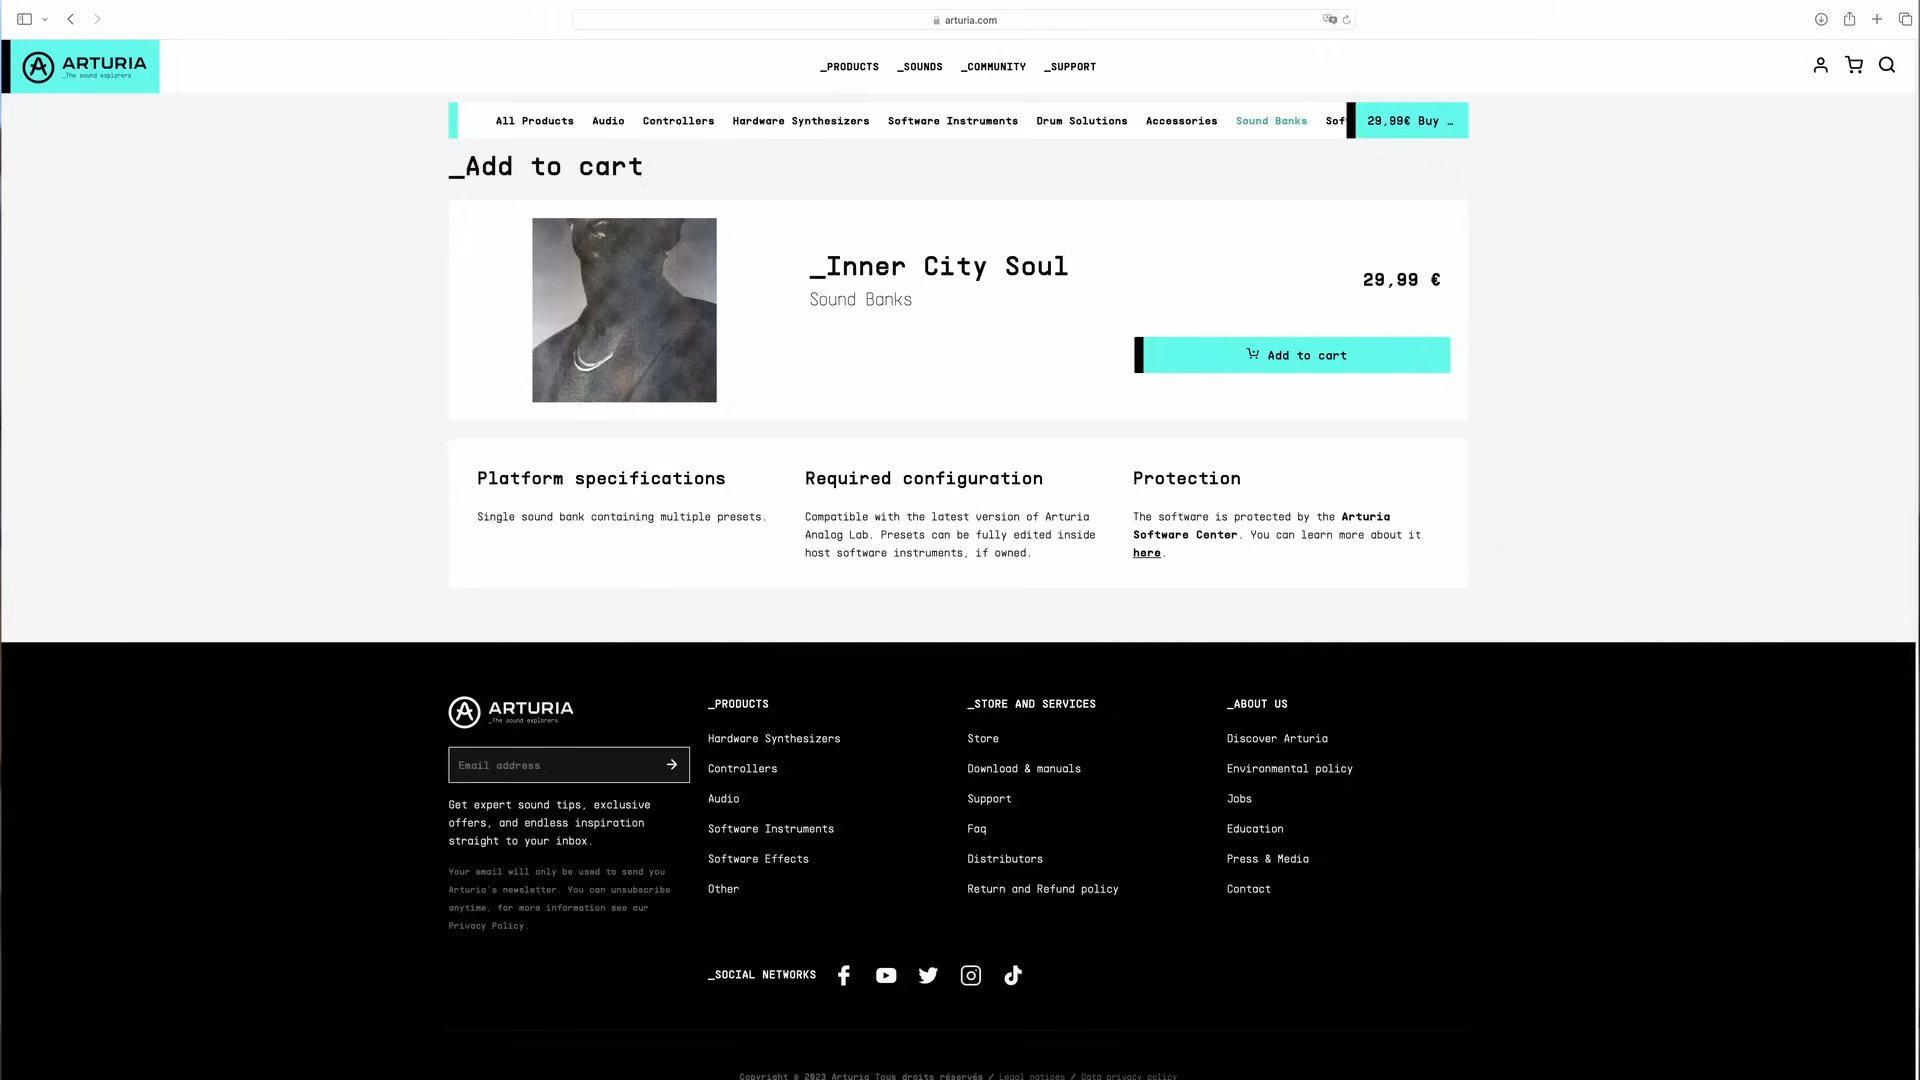 arturia.com
ARTURIA
_The sound explorers
_PRODUCTS _SOUNDS _COMMUNITY _SUPPORT
All Products Audio Controllers Hardware Synthesizers Software Instruments Drum Solutions Accessories Sound Banks Sof
29,99€ Buy …
_Add to cart
_Inner City Soul
Sound Banks
29,99 €
Add to cart
Platform specifications
Single sound bank containing multiple presets.
Required configuration
Compatible with the latest version of Arturia
Analog Lab. Presets can be fully edited inside
host software instruments, if owned.
Protection
The software is protected by the Arturia
Software Center. You can learn more about it
here.
ARTURIA
_The sound explorers
Email address
Get expert sound tips, exclusive
offers, and endless inspiration
straight to your inbox.
Your email will only be used to send you
Arturia's newsletter. You can unsubscribe
anytime, for more information see our
Privacy Policy.
_PRODUCTS
Hardware Synthesizers
Controllers
Audio
Software Instruments
Software Effects
Other
_STORE AND SERVICES
Store
Download & manuals
Support
Faq
Distributors
Return and Refund policy
_ABOUT US
Discover Arturia
Environmental policy
Jobs
Education
Press & Media
Contact
_SOCIAL NETWORKS
Copyright © 2023 Arturia Tous droits réservés / Legal notices / Data privacy policy